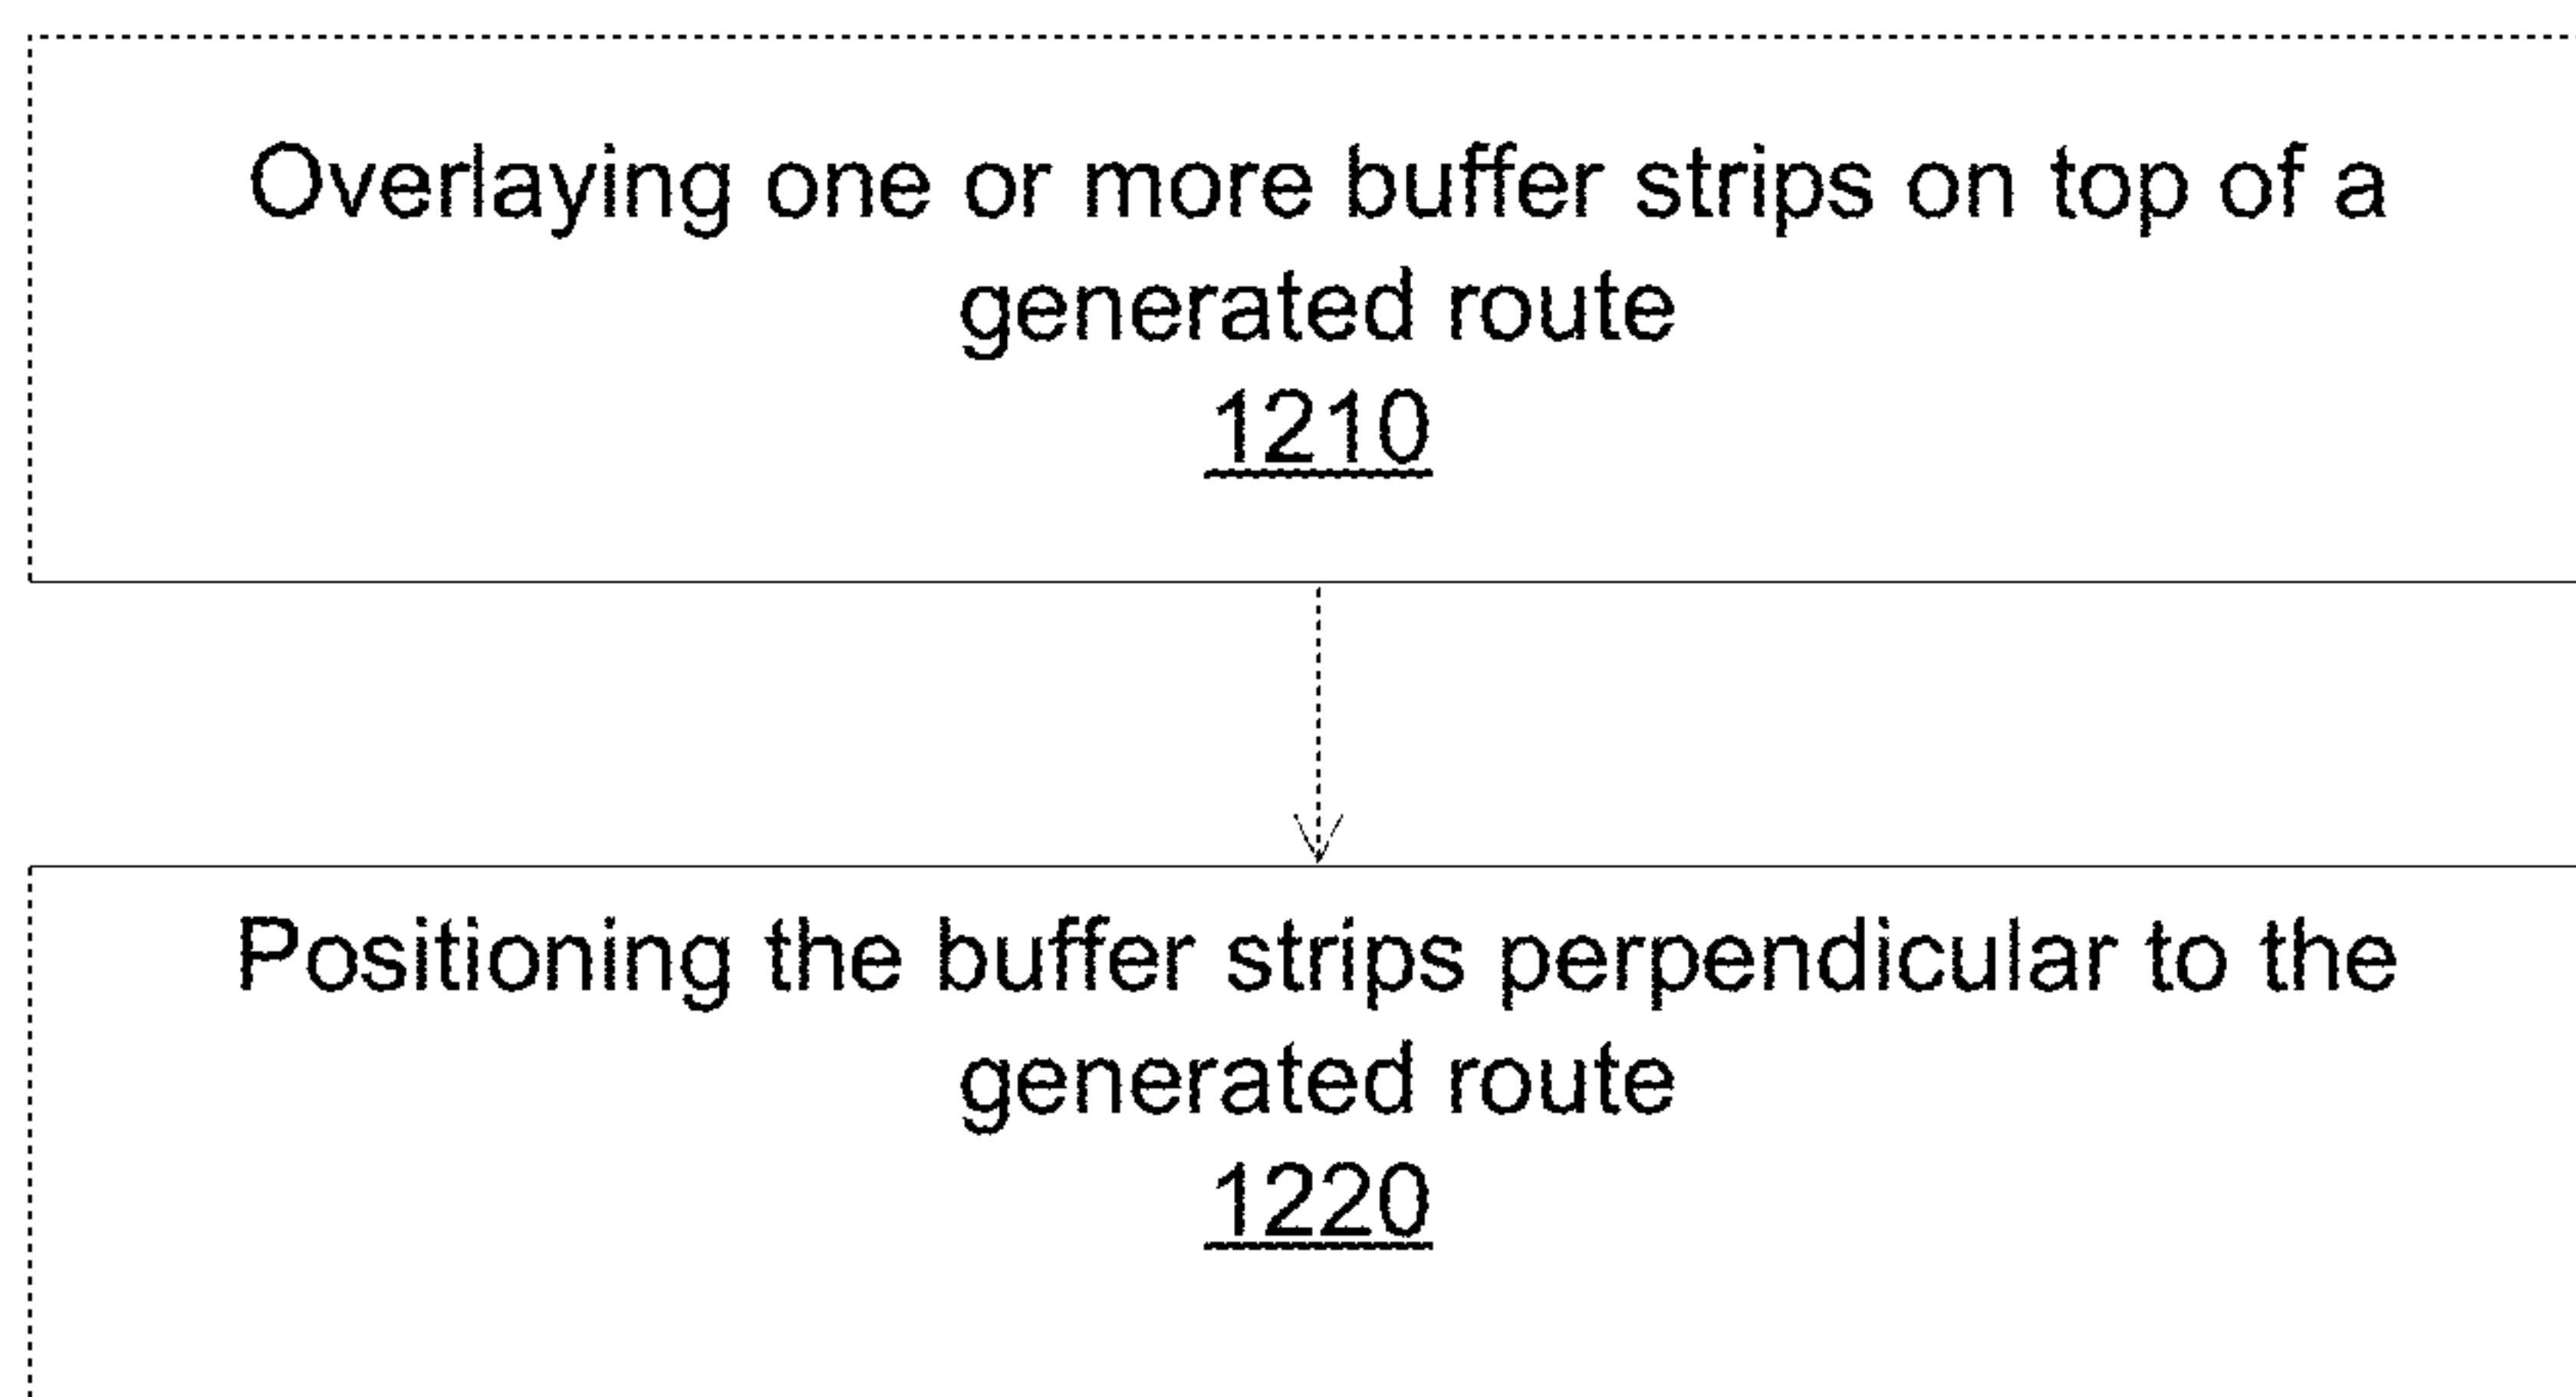 Overlaying one or more buffer strips on top of a
generated route
1210
Positioning the buffer strips perpendicular to the
generated route
1220